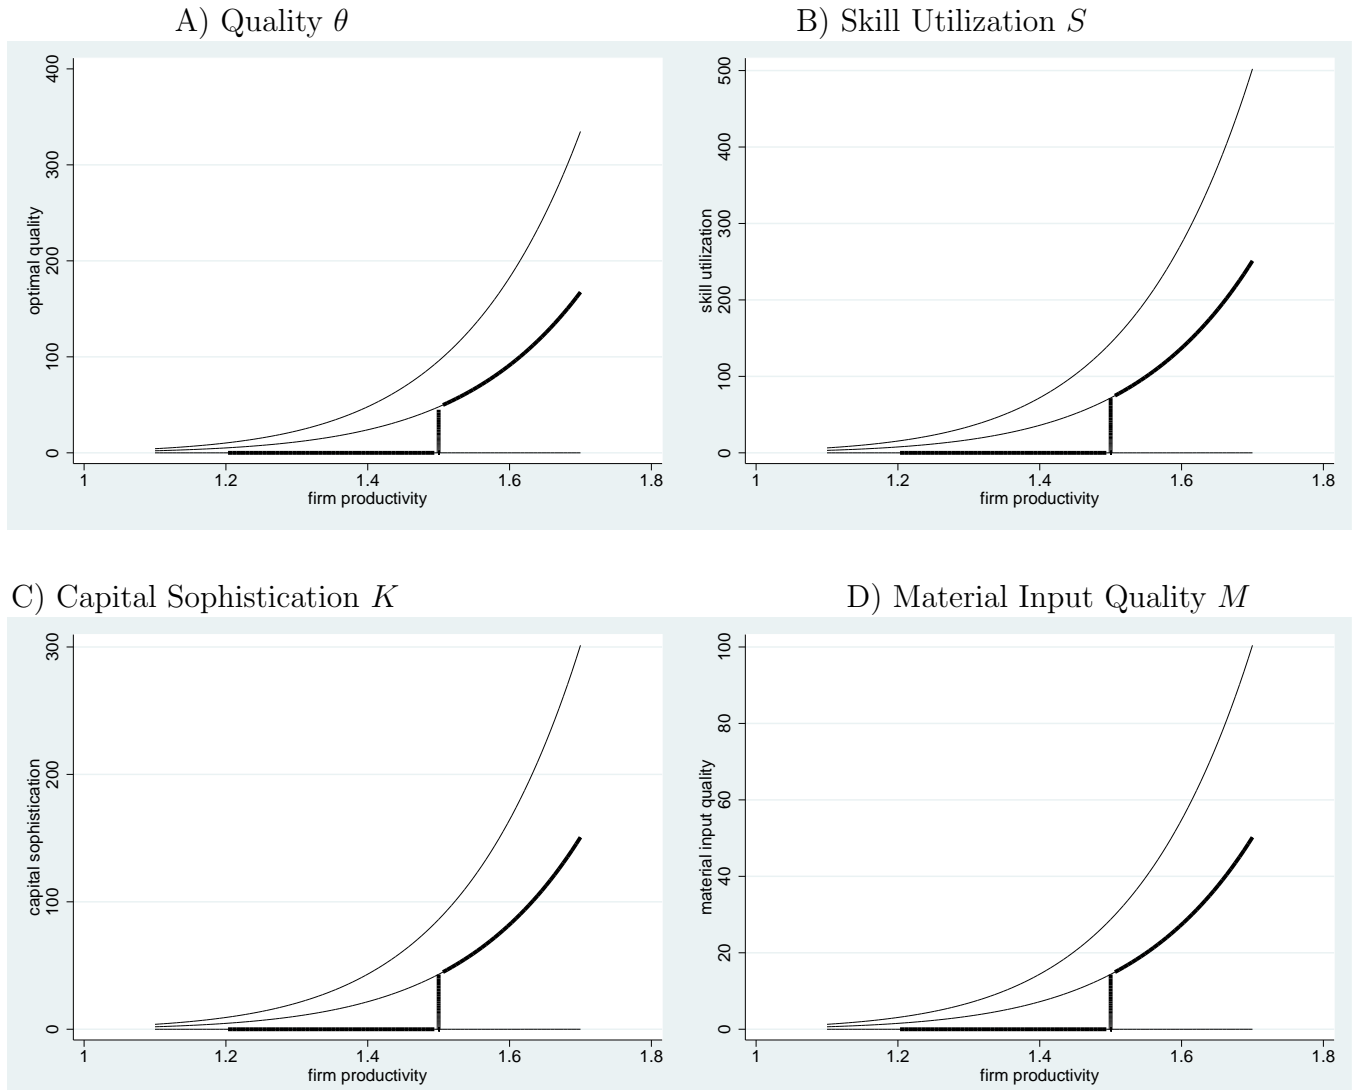 A) Quality θ
B) Skill Utilization S
400
300
200
100
0
optimal quality
1 1.2 1.4 1.6 1.8
firm productivity
500
400
300
200
100
0
skill utilization
1 1.2 1.4 1.6 1.8
firm productivity
C) Capital Sophistication K
D) Material Input Quality M
300
200
100
0
capital sophistication
1 1.2 1.4 1.6 1.8
firm productivity
100
80
60
40
20
0
material input quality
1 1.2 1.4 1.6 1.8
firm productivity